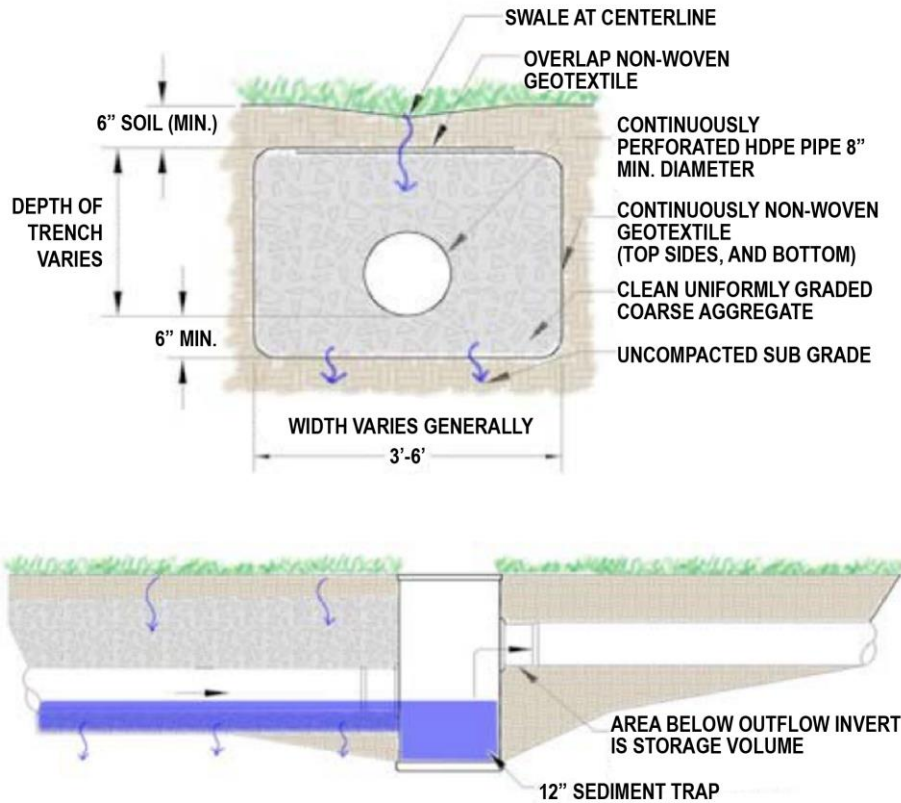 SWALE AT CENTERLINE
OVERLAP NON-WOVEN
GEOTEXTILE
6” SOIL (MIN.)
CONTINUOUSLY
PERFORATED HDPE PIPE 8”
MIN. DIAMETER
DEPTH OF
TRENCH
VARIES
CONTINUOUSLY NON-WOVEN
GEOTEXTILE
(TOP SIDES, AND BOTTOM)
CLEAN UNIFORMLY GRADED
COARSE AGGREGATE
6” MIN.
UNCOMPACTED SUB GRADE
WIDTH VARIES GENERALLY
3’-6’
AREA BELOW OUTFLOW INVERT
IS STORAGE VOLUME
12” SEDIMENT TRAP